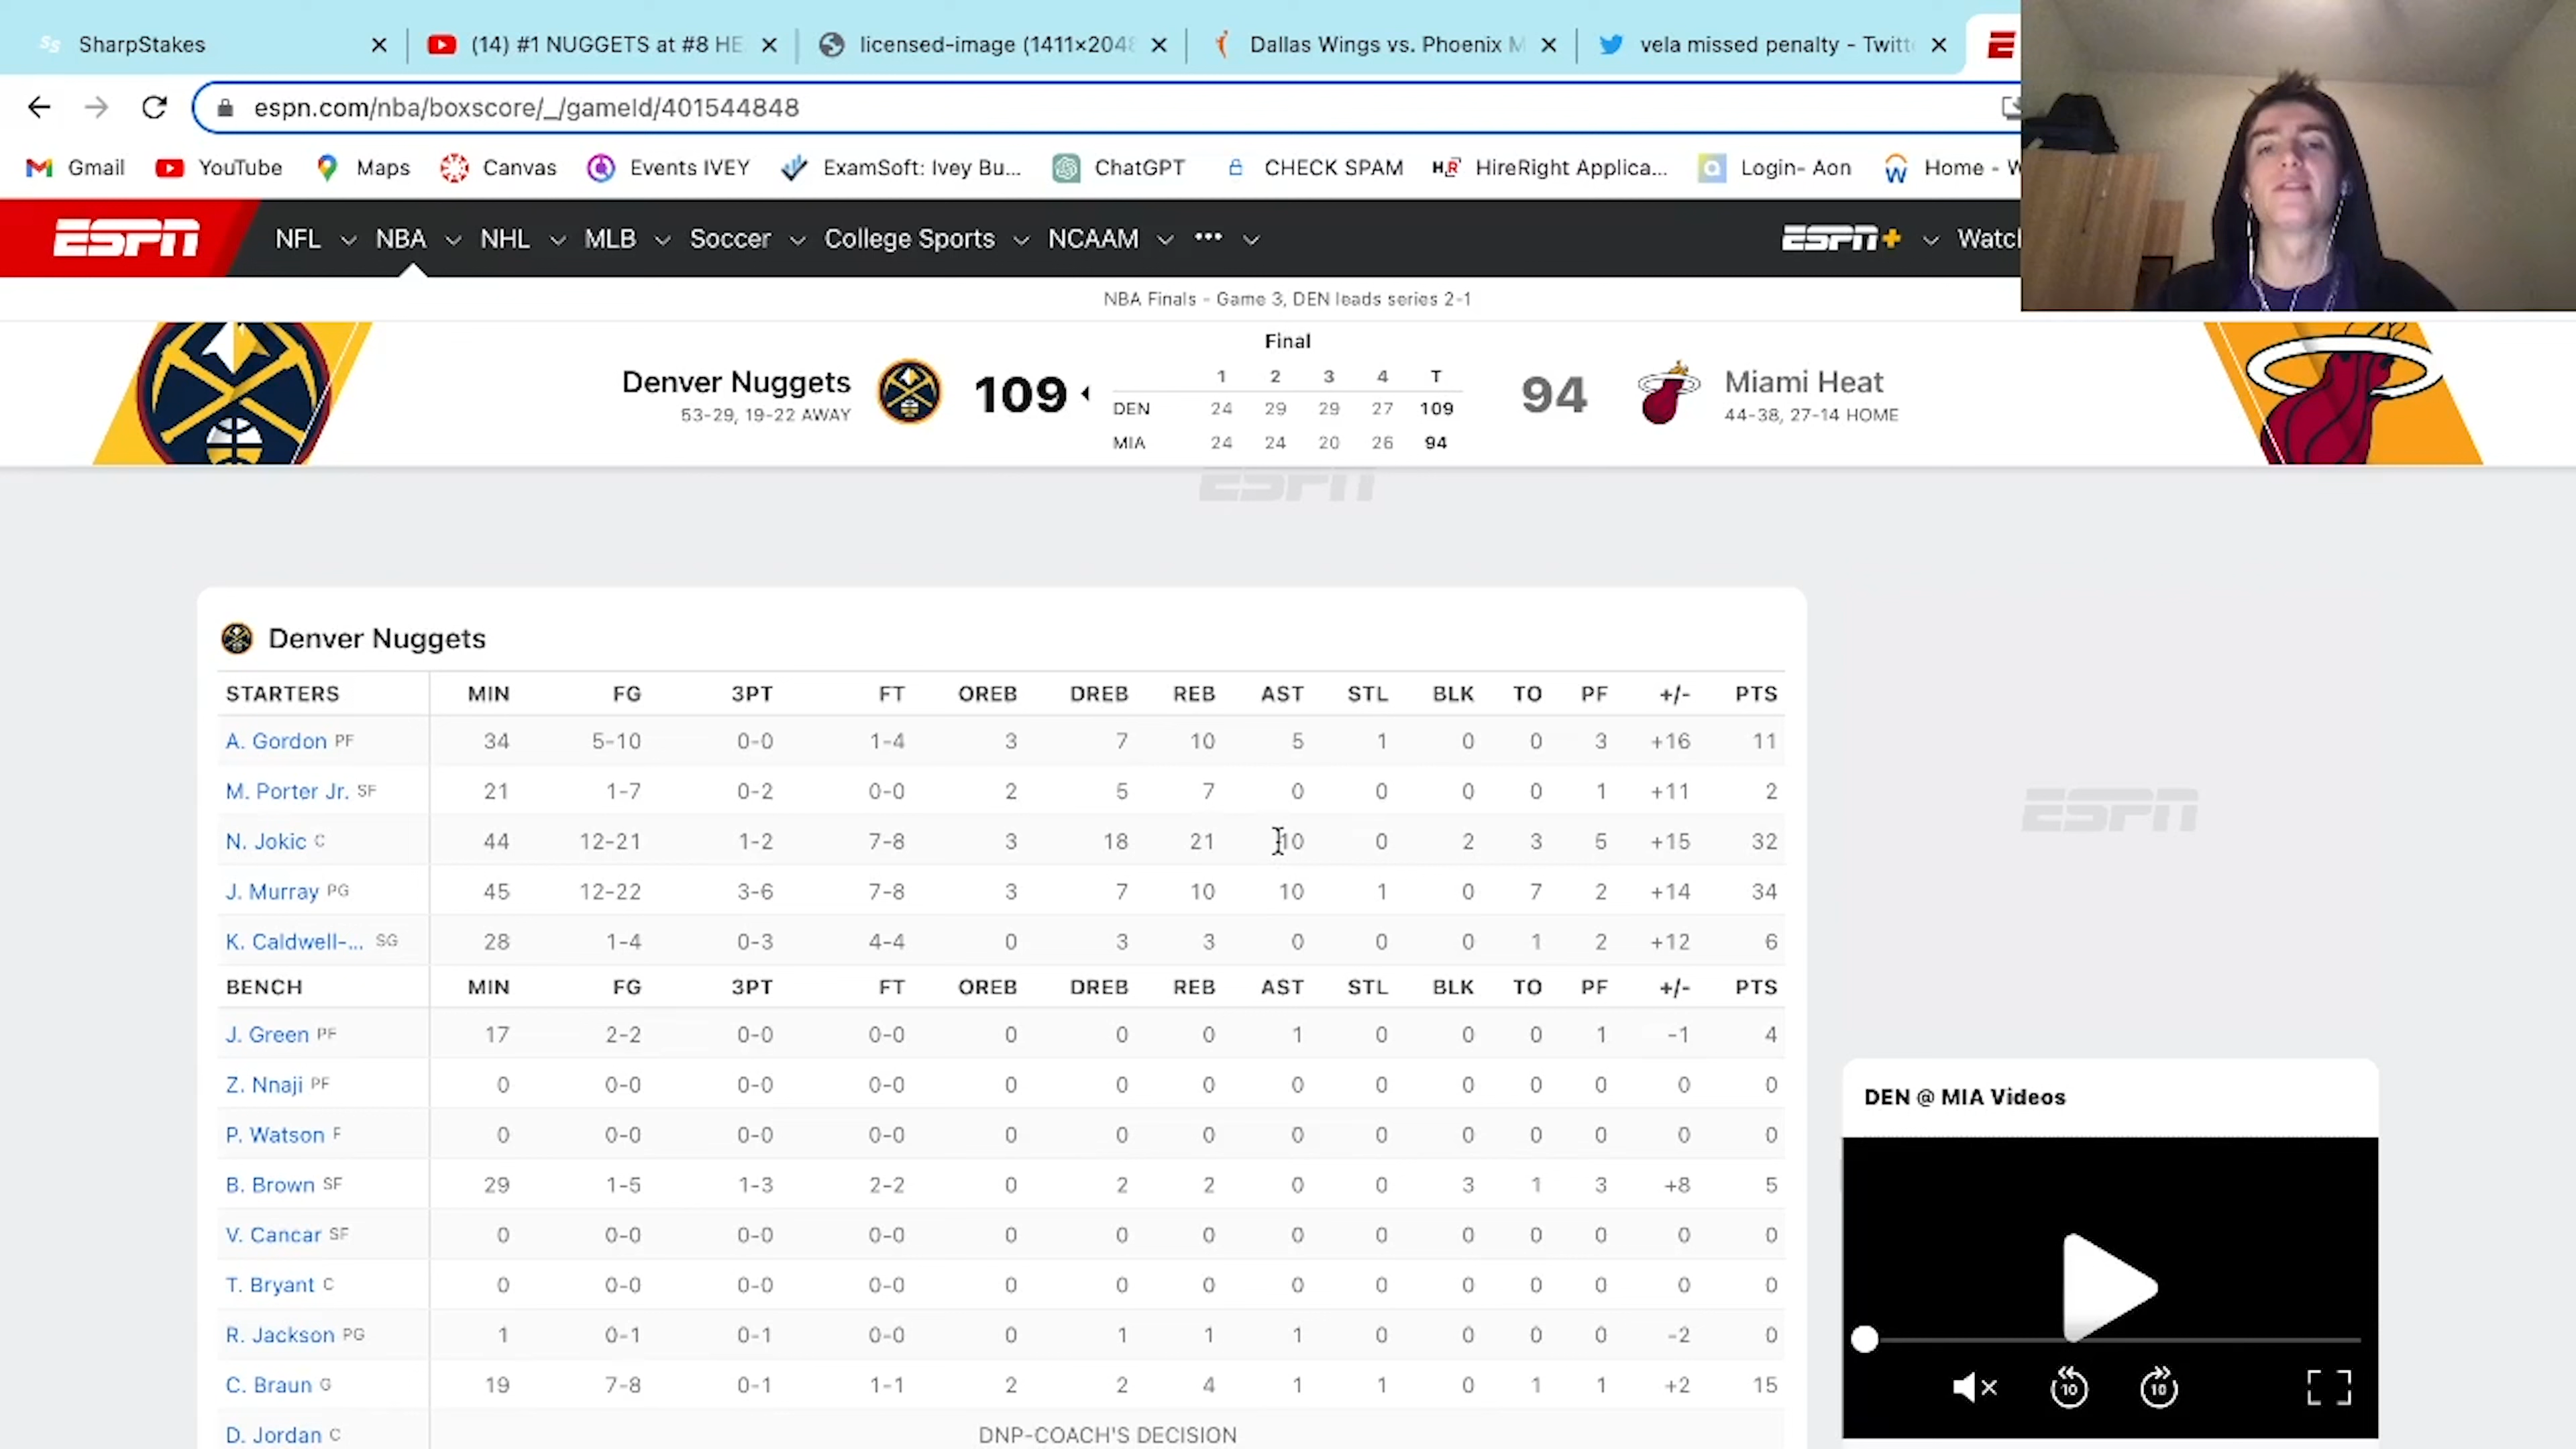 SharpStakes
(14) #1 NUGGETS at #8 HE
licensed-image (1411×2048
Dallas Wings vs. Phoenix M
vela missed penalty - Twitt
espn.com/nba/boxscore/_/gameId/401544848
Gmail YouTube Maps Canvas Events IVEY ExamSoft: Ivey Bu... ChatGPT CHECK SPAM HireRight Applica... Login- Aon Home - W
ESPN NFL NBA NHL MLB Soccer College Sports NCAAM ••• ESPN+ Watch
NBA Finals - Game 3, DEN leads series 2-1
Final
Denver Nuggets 109 94 Miami Heat
53-29, 19-22 AWAY 44-38, 27-14 HOME
1 2 3 4 T
DEN 24 29 29 27 109
MIA 24 24 20 26 94
ESPN
Denver Nuggets
STARTERS MIN FG 3PT FT OREB DREB REB AST STL BLK TO PF +/- PTS
A. Gordon PF 34 5-10 0-0 1-4 3 7 10 5 1 0 0 3 +16 11
M. Porter Jr. SF 21 1-7 0-2 0-0 2 5 7 0 0 0 0 1 +11 2
N. Jokic C 44 12-21 1-2 7-8 3 18 21 10 0 2 3 5 +15 32
J. Murray PG 45 12-22 3-6 7-8 3 7 10 10 1 0 7 2 +14 34
K. Caldwell-... SG 28 1-4 0-3 4-4 0 3 3 0 0 0 1 2 +12 6
BENCH MIN FG 3PT FT OREB DREB REB AST STL BLK TO PF +/- PTS
J. Green PF 17 2-2 0-0 0-0 0 0 0 1 0 0 0 1 -1 4
Z. Nnaji PF 0 0-0 0-0 0-0 0 0 0 0 0 0 0 0 0 0
P. Watson F 0 0-0 0-0 0-0 0 0 0 0 0 0 0 0 0 0
B. Brown SF 29 1-5 1-3 2-2 0 2 2 0 0 3 1 3 +8 5
V. Cancar SF 0 0-0 0-0 0-0 0 0 0 0 0 0 0 0 0 0
T. Bryant C 0 0-0 0-0 0-0 0 0 0 0 0 0 0 0 0 0
R. Jackson PG 1 0-1 0-1 0-0 0 1 1 1 0 0 0 0 -2 0
C. Braun G 19 7-8 0-1 1-1 2 2 4 1 1 0 1 1 +2 15
D. Jordan C DNP-COACH'S DECISION
ESPN
DEN @ MIA Videos
10 10